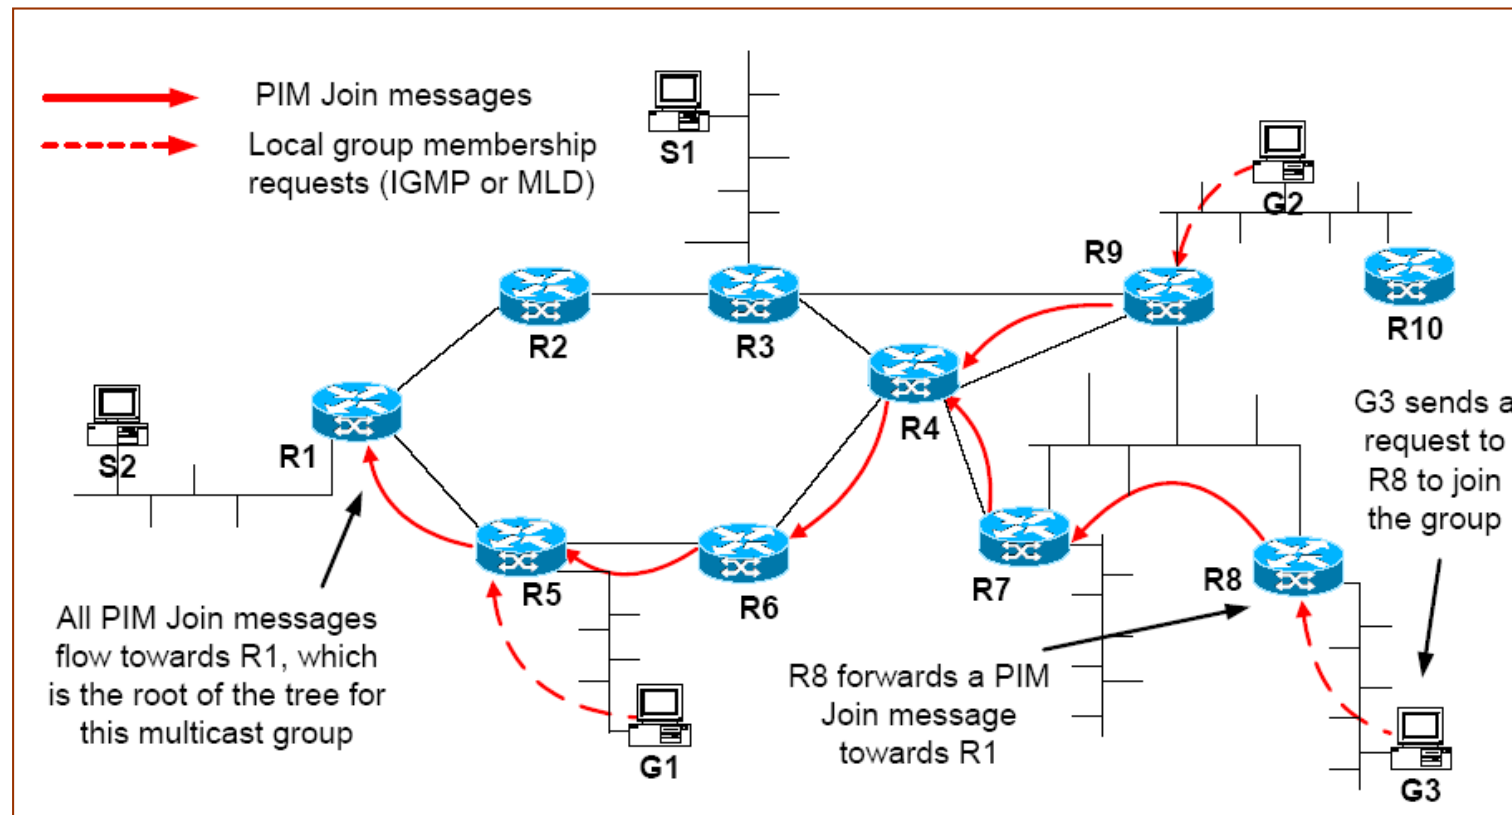 PIM Join messages
Local group membership
requests (IGMP or MLD)
S1
G2
R9
R10
R2
R3
R4
G3 sends a
request to
R8 to join
the group
S2
R1
R5
R6
R7
R8
All PIM Join messages
flow towards R1, which
is the root of the tree for
this multicast group
G1
R8 forwards a PIM
Join message
towards R1
G3